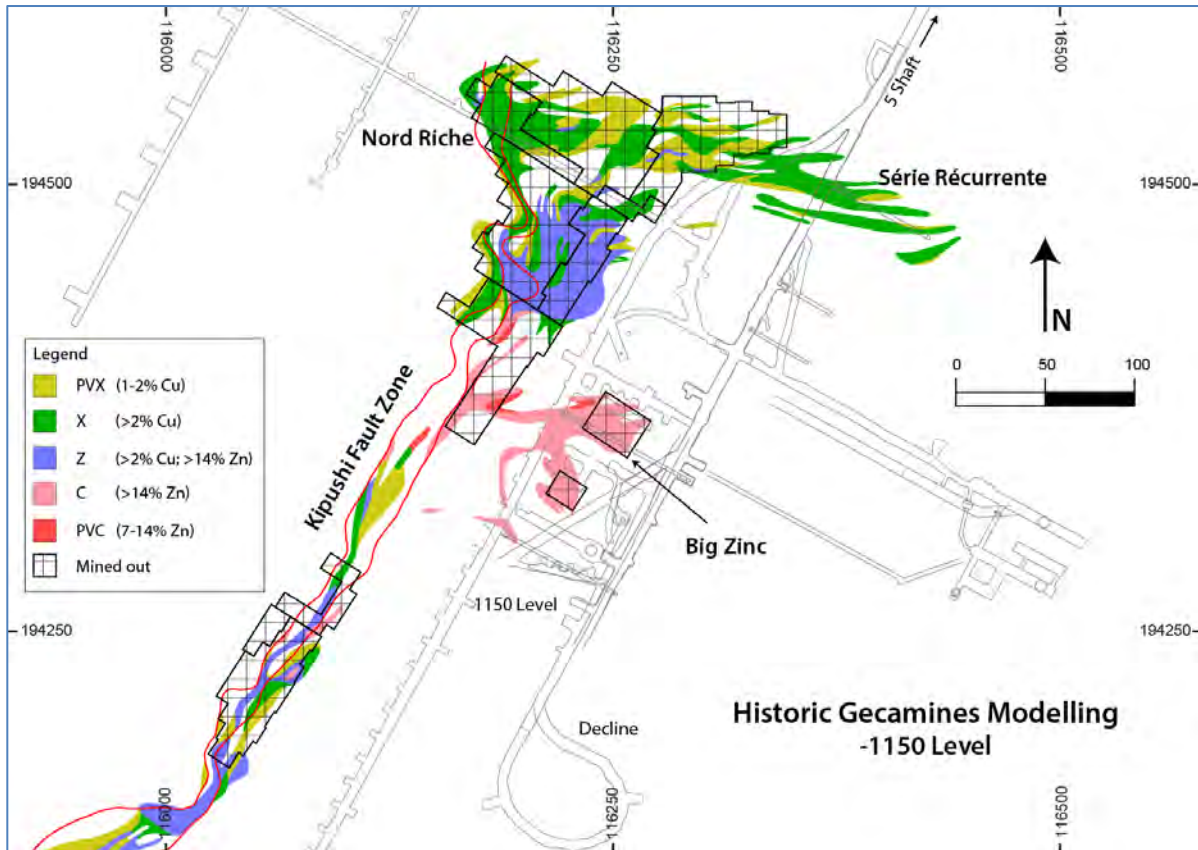 116000
116250
116500
5 Shaft
Nord Riche
194500
Série Récurrente
194500
N
0 50 100
Legend
PVX (1-2% Cu)
X (>2% Cu)
Z (>2% Cu; >14% Zn)
C (>14% Zn)
PVC (7-14% Zn)
Mined out
Kipushi Fault Zone
Big Zinc
1150 Level
194250
194250
Historic Gecamines Modelling
-1150 Level
Decline
116000
116250
116500